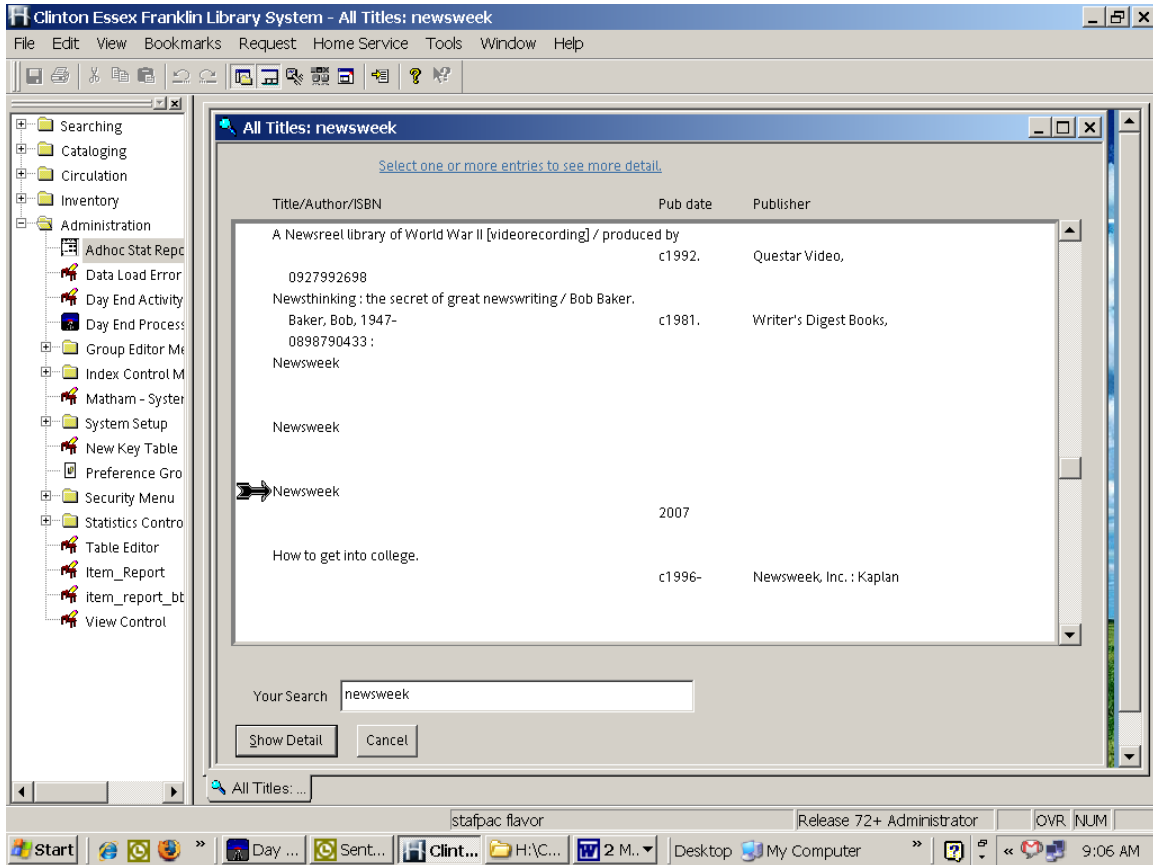 Clinton Essex Franklin Library System - All Titles: newsweek
File Edit View Bookmarks Request Home Service Tools Window Help
Searching
Cataloging
Circulation
Inventory
Administration
Adhoc Stat Repo
Data Load Error
Day End Activity
Day End Process
Group Editor Me
Index Control M
Matham - System
System Setup
New Key Table
Preference Gro
Security Menu
Statistics Contro
Table Editor
Item_Report
item_report_bb
View Control
All Titles: newsweek
Select one or more entries to see more detail.
Title/Author/ISBN Pub date Publisher
A Newsreel library of World War II [videorecording] / produced by
c1992. Questar Video,
0927992698
Newsthinking : the secret of great newswriting / Bob Baker.
Baker, Bob, 1947- c1981. Writer's Digest Books,
0898790433 :
Newsweek
Newsweek
Newsweek
2007
How to get into college.
c1996- Newsweek, Inc. : Kaplan
Your Search newsweek
Show Detail Cancel
All Titles: ...
stafpac flavor Release 72+ Administrator OVR NUM
Start » Day ... Sent... Clint... H:\C... 2 M.. Desktop My Computer » « 9:06 AM